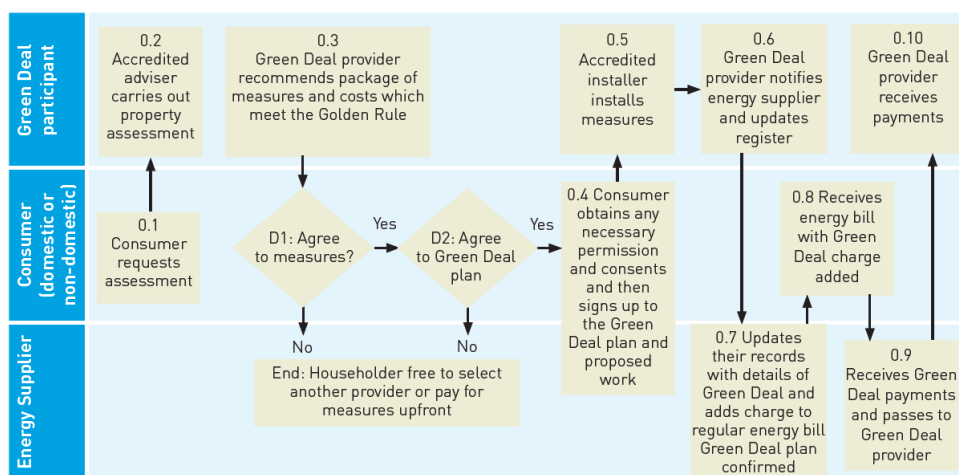 Green Deal
participant
0.2
Accredited
adviser
carries out
property
assessment
0.3
Green Deal provider
recommends package of
measures and costs which
meet the Golden Rule
0.5
Accredited
installer
installs
measures
0.6
Green Deal
provider notifies
energy supplier
and updates
register
0.10
Green Deal
provider
receives
payments
Consumer
(domestic or
non-domestic)
0.1
Consumer
requests
assessment
D1: Agree
to measures?
Yes
No
D2: Agree
to Green Deal
plan
Yes
No
0.4 Consumer
obtains any
necessary
permission
and consents
and then
signs up to
the Green
Deal plan and
proposed
work
0.8 Receives
energy bill
with Green
Deal charge
added
Energy Supplier
End: Householder free to select
another provider or pay for
measures upfront
0.7 Updates
their records
with details of
Green Deal and
adds charge to
regular energy bill
Green Deal plan
confirmed
0.9
Receives Green
Deal payments
and passes to
Green Deal
provider